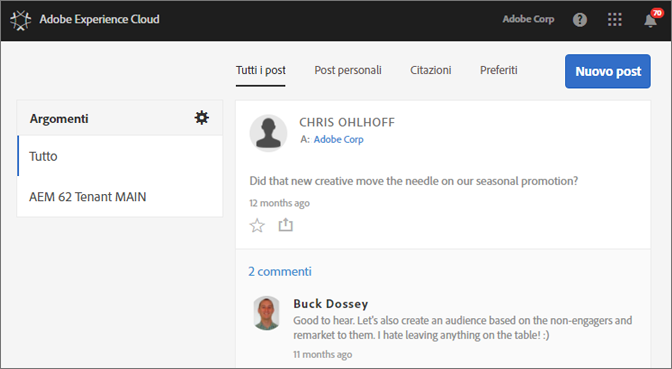 Adobe Experience Cloud
Adobe Corp
?
70
Tutti i post
Post personali
Citazioni
Preferiti
Nuovo post
Argomenti
Tutto
AEM 62 Tenant MAIN
CHRIS OHLHOFF
A: Adobe Corp
Did that new creative move the needle on our seasonal promotion?
12 months ago
2 commenti
Buck Dossey
Good to hear. Let's also create an audience based on the non-engagers and
remarket to them. I hate leaving anything on the table! :)
11 months ago